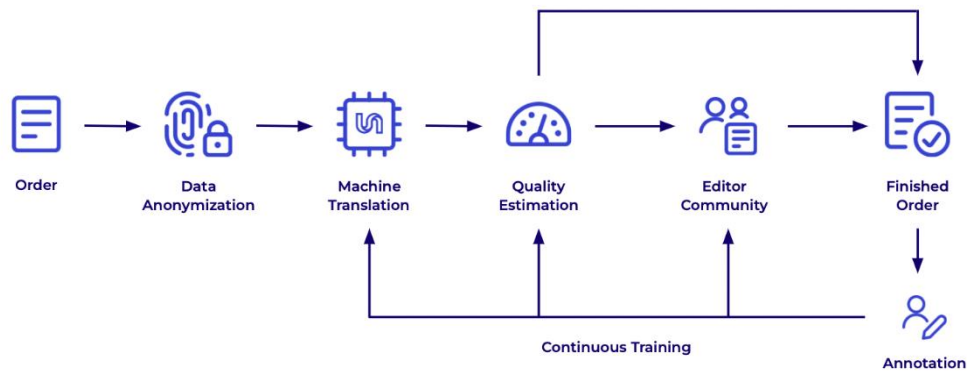 Order
Data
Anonymization
Machine
Translation
Quality
Estimation
Editor
Community
Finished
Order
Continuous Training
Annotation